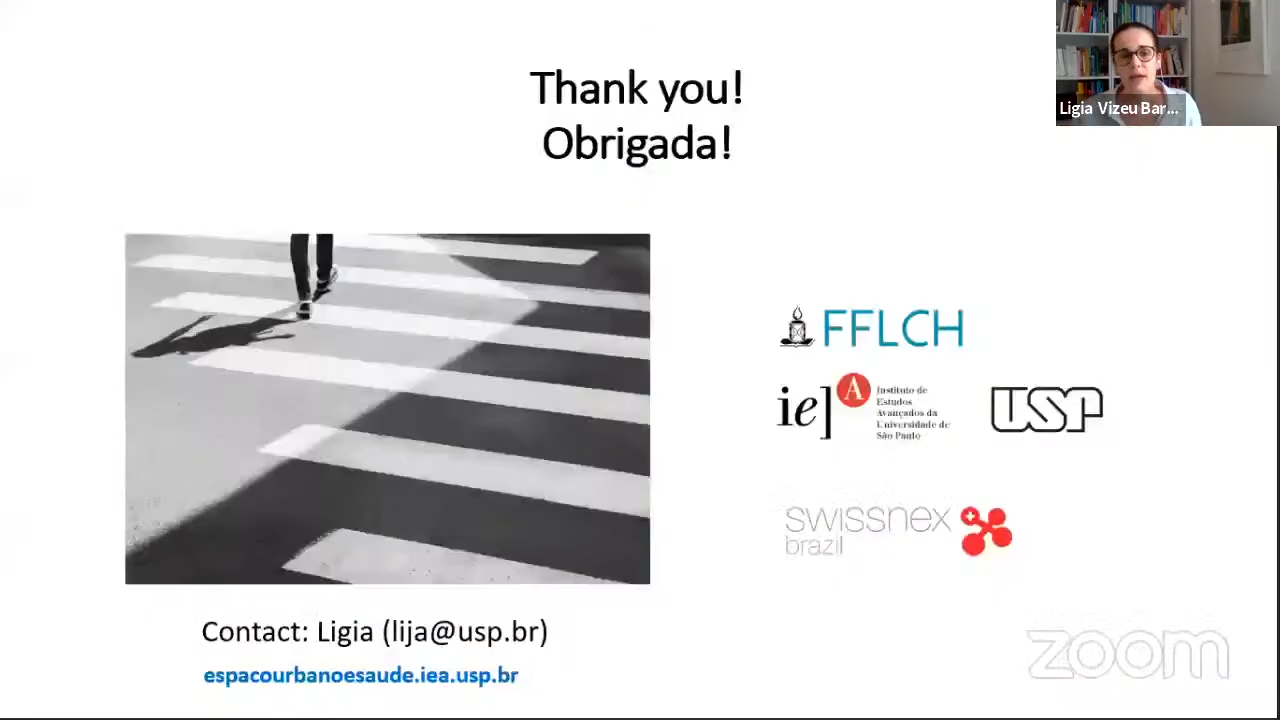 Thank you!
Obrigada!
Ligia Vizeu Bar...
FFLCH
ie] A
Instituto de
Estudos
Avançados da
Universidade de
São Paulo
USP
swissnex
brazil
Contact: Ligia (lija@usp.br)
espacourbanoesaude.iea.usp.br
zoom